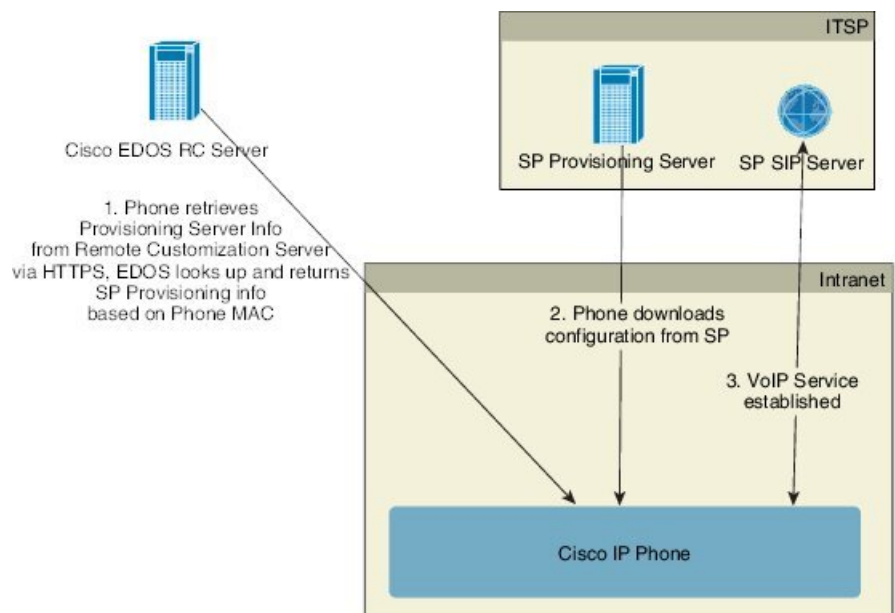 ITSP
Cisco EDOS RC Server
SP Provisioning Server
SP SIP Server
1. Phone retrieves
Provisioning Server Info
from Remote Customization Server
via HTTPS, EDOS looks up and returns
SP Provisioning info
based on Phone MAC
Intranet
2. Phone downloads
configuration from SP
3. VoIP Service
established
Cisco IP Phone